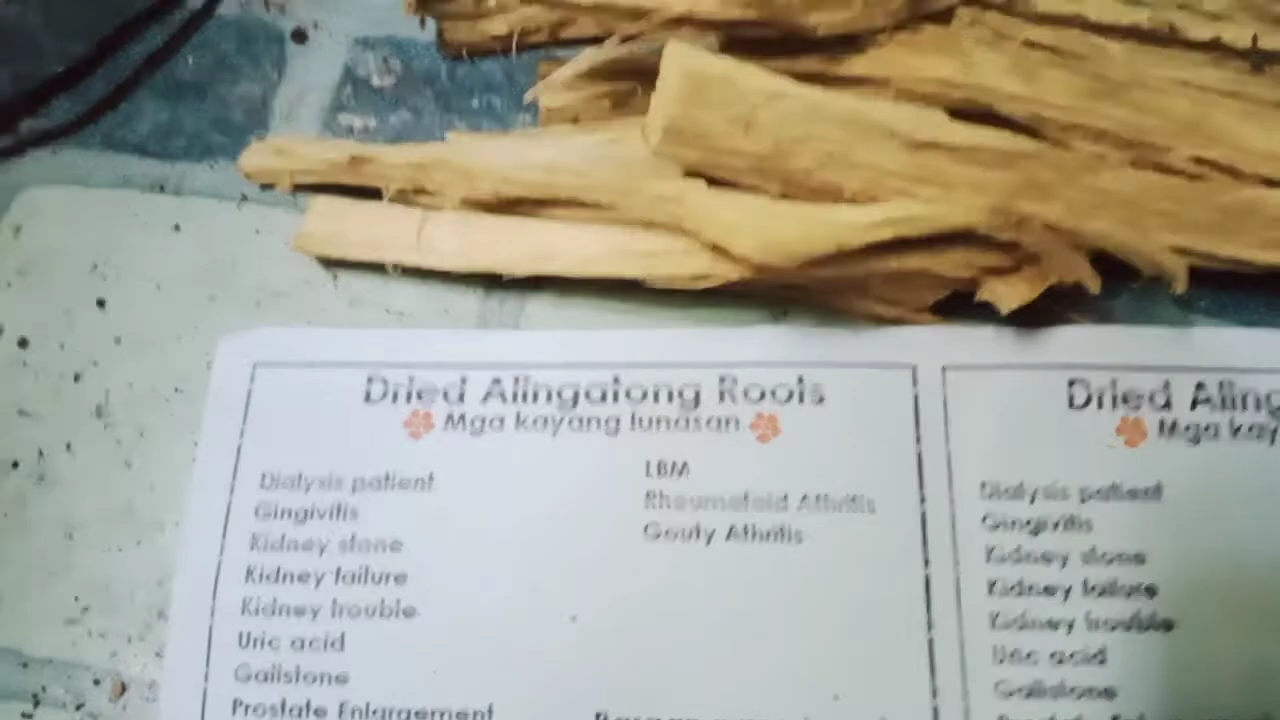 Dried Alingatong Roots
Mga kayang lunasan
Dialysis patient
Gingivitis
Kidney stone
Kidney failure
Kidney trouble
Uric acid
Gallstone
Prostate Enlargement
LBM
Rheumatoid Athritis
Gouty Athritis
Dried Aling
Mga kay
Dialysis patient
Gingivitis
Kidney stone
Kidney failure
Kidney trouble
Uric acid
Gallstone